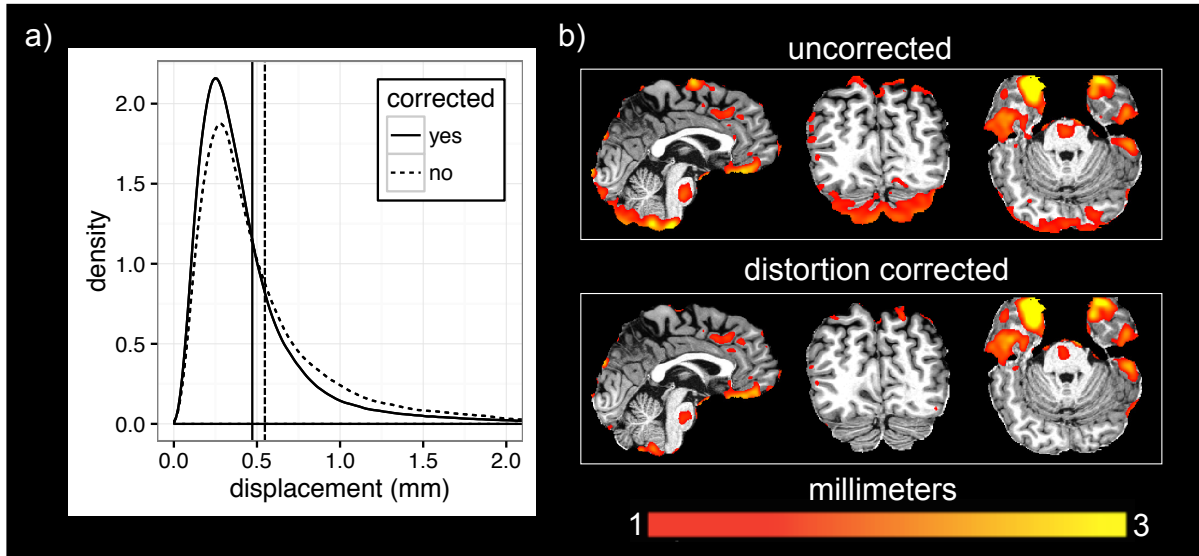 a)
2.0
1.5
1.0
0.5
0.0
density
0.0 0.5 1.0 1.5 2.0
displacement (mm)
corrected
yes
no
b)
uncorrected
distortion corrected
millimeters
1 3